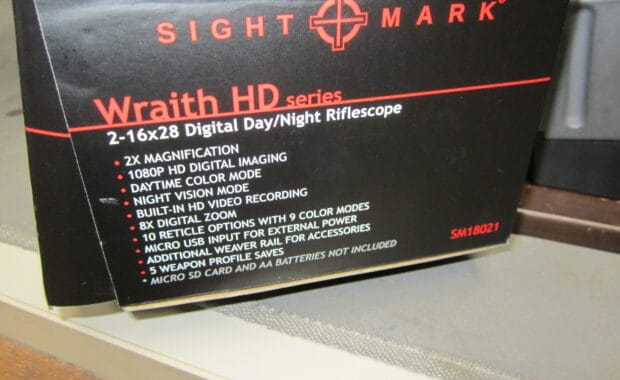 SIGHT MARK®
Wraith HD series
2-16x28 Digital Day/Night Riflescope
• 2X MAGNIFICATION
• 1080P HD DIGITAL IMAGING
• DAYTIME COLOR MODE
• NIGHT VISION MODE
• BUILT-IN HD VIDEO RECORDING
• 8X DIGITAL ZOOM
• 10 RETICLE OPTIONS WITH 9 COLOR MODES
• MICRO USB INPUT FOR EXTERNAL POWER
• ADDITIONAL WEAVER RAIL FOR ACCESSORIES
• 5 WEAPON PROFILE SAVES
* MICRO SD CARD AND AA BATTERIES NOT INCLUDED
SM18021